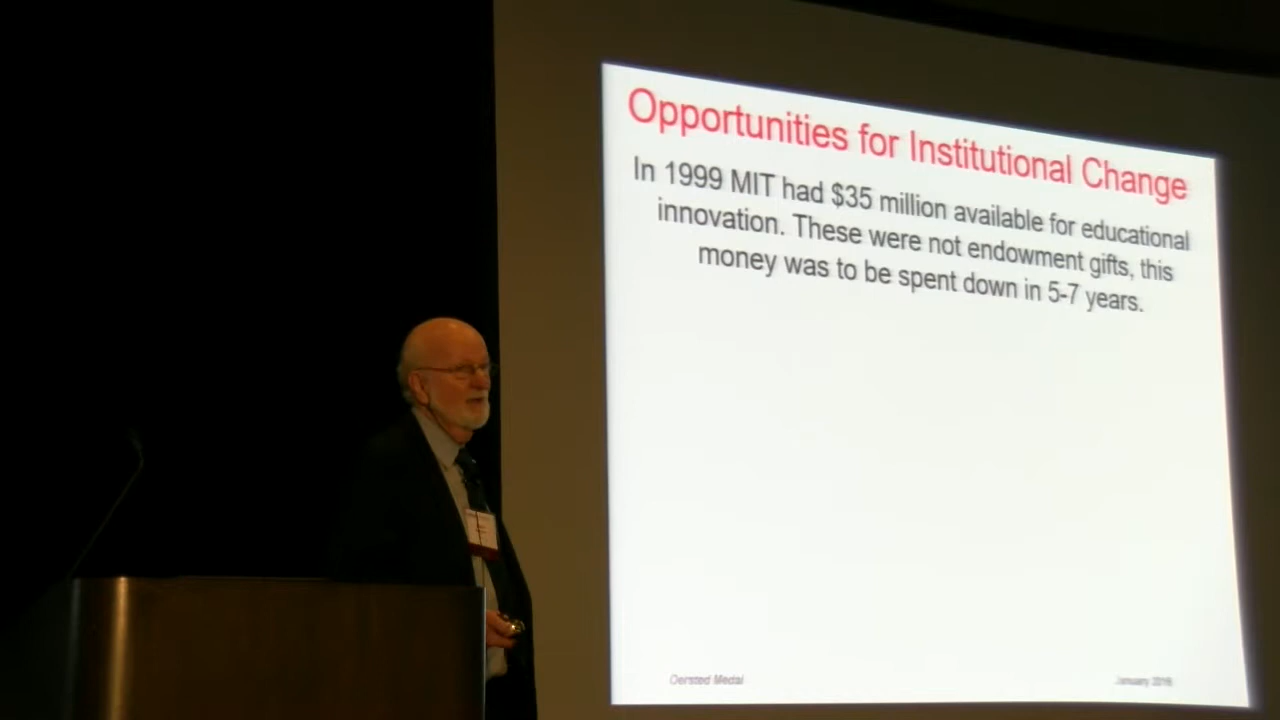 Opportunities for Institutional Change
In 1999 MIT had $35 million available for educational
innovation. These were not endowment gifts, this
money was to be spent down in 5-7 years.
Oersted Medal
January